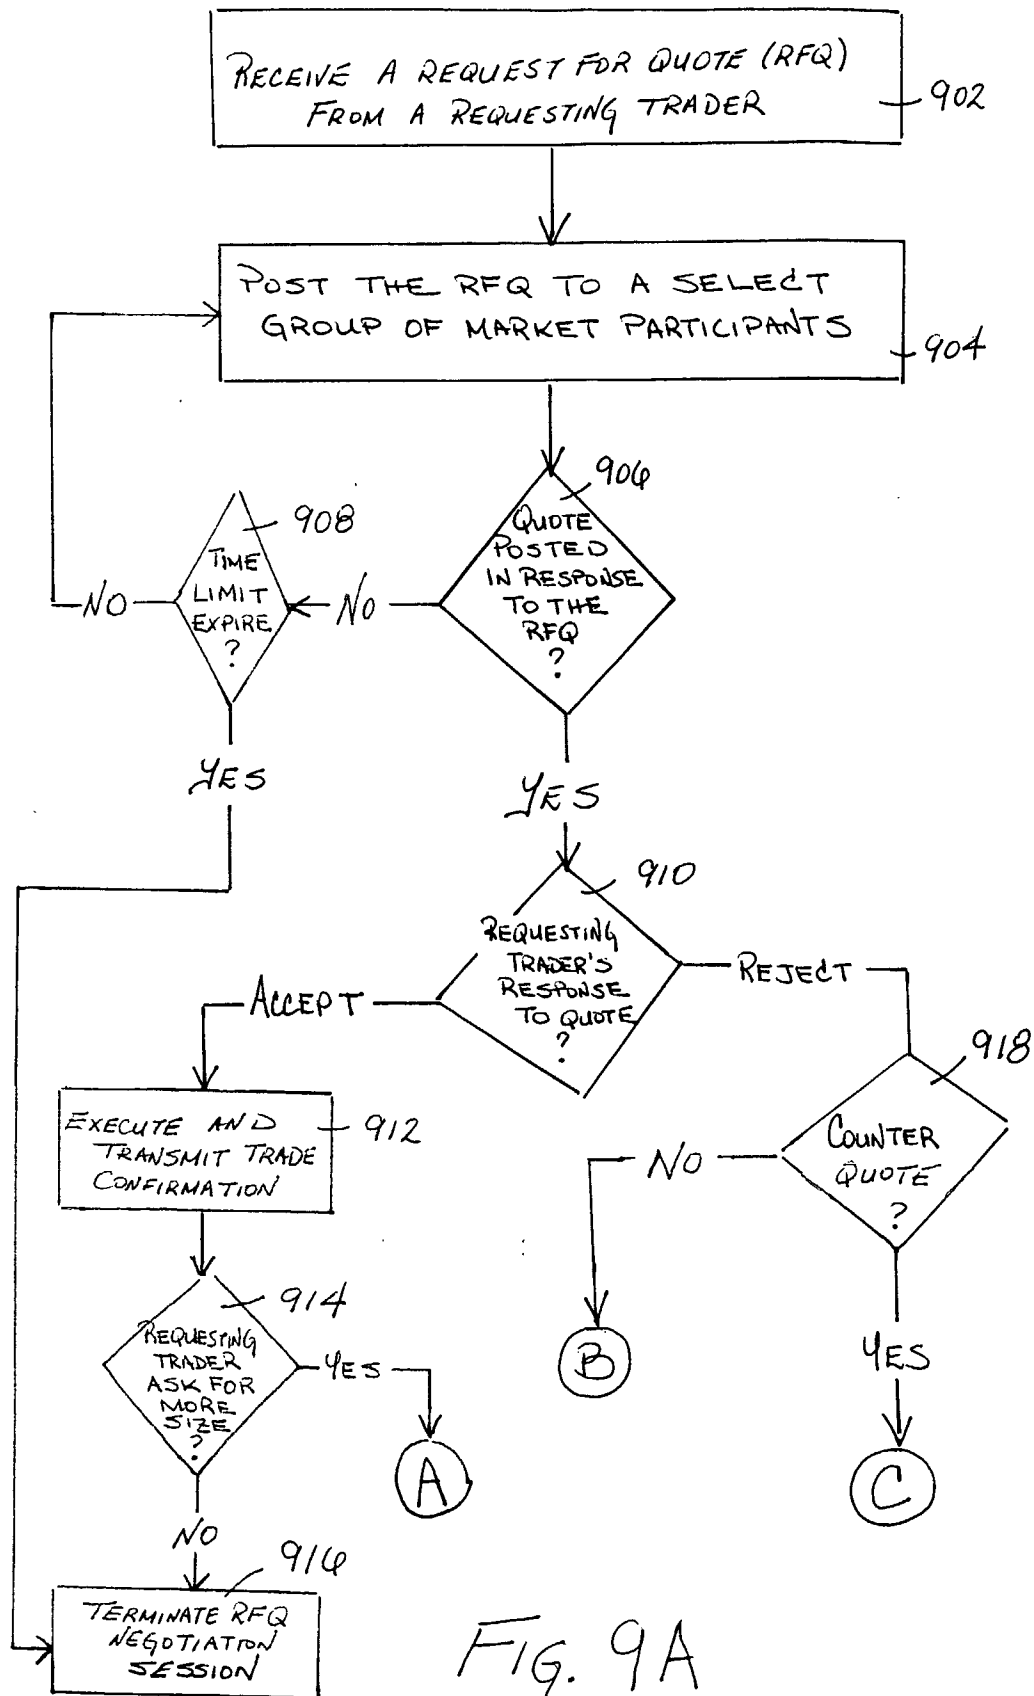 RECEIVE A REQUEST FOR QUOTE (RFQ)
FROM A REQUESTING TRADER
902
POST THE RFQ TO A SELECT
GROUP OF MARKET PARTICIPANTS
904
906
QUOTE
POSTED
IN RESPONSE
TO THE
RFQ
?
908
TIME
LIMIT
EXPIRE
?
NO
NO
YES
YES
910
REQUESTING
TRADER'S
RESPONSE
TO QUOTE
?
ACCEPT
REJECT
912
EXECUTE AND
TRANSMIT TRADE
CONFIRMATION
918
COUNTER
QUOTE
?
NO
B
YES
C
914
REQUESTING
TRADER
ASK FOR
MORE
SIZE
?
YES
A
NO
916
TERMINATE RFQ
NEGOTIATION
SESSION
FIG. 9A